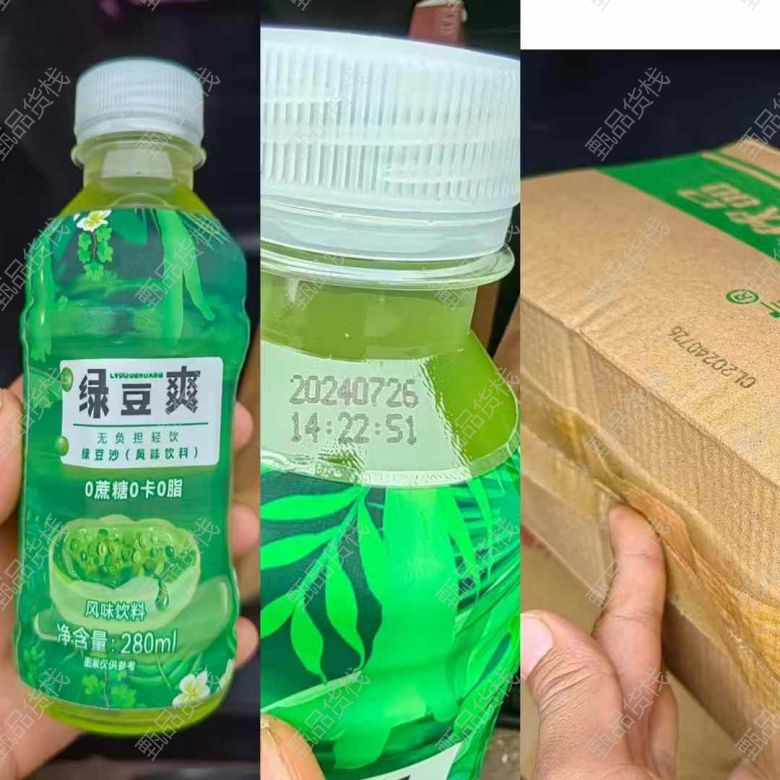 LYUDOUSHUANG
绿豆爽
无负担轻饮
绿豆沙(风味饮料)
0蔗糖0卡0脂
风味饮料
净含量:280ml
图案仅供参考
20240726
14:22:51
CL20240726
甄品货栈